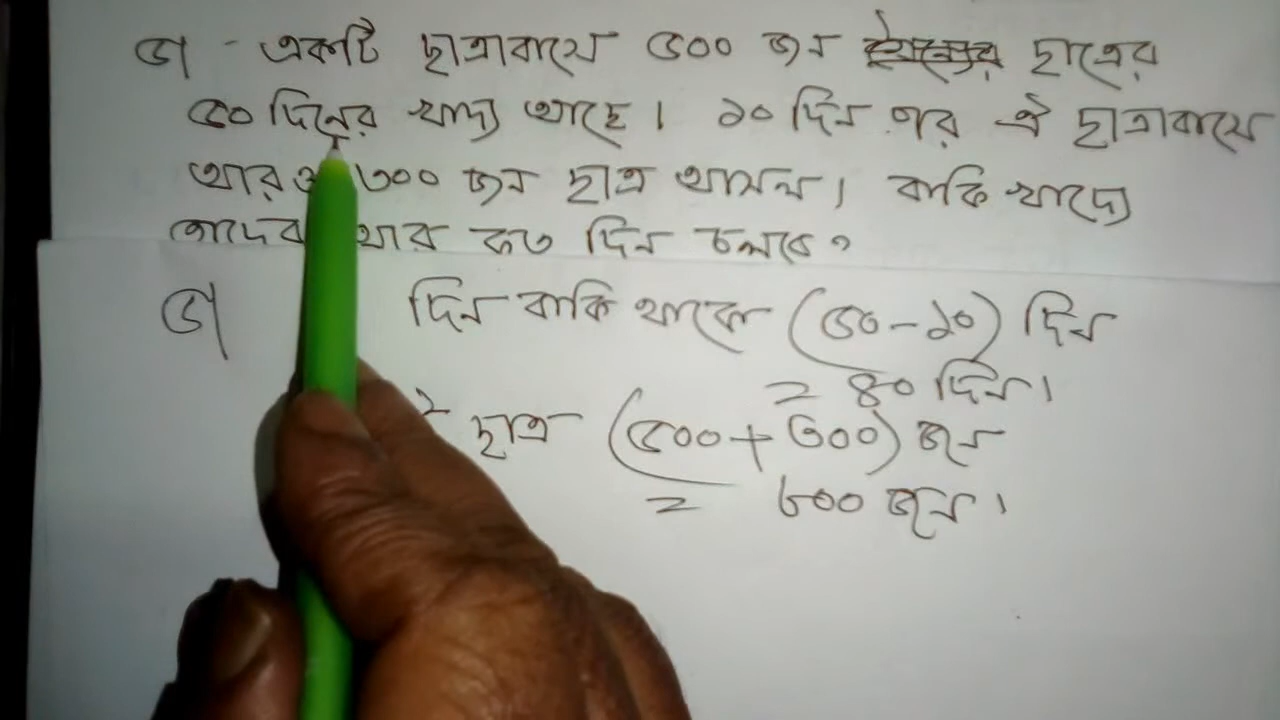 ৩। একটি ছাত্রাবাসে ৫০০ জন ছাত্রের
৫০ দিনের খাদ্য আছে। ১০ দিন পর ঐ ছাত্রাবাসে
আরও ৩০০ জন ছাত্র আসল। বাকি খাদ্যে
তাদের আর কত দিন চলবে?
৩। দিন বাকি থাকে (৫০-১০) দিন
= ৪০ দিন।
ছাত্র (৫০০+৩০০) জন
= ৮০০ জন।